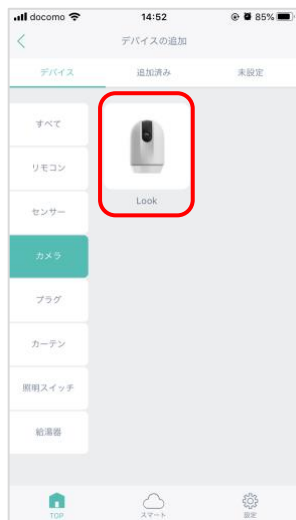 docomo 14:52 85%
デバイスの追加
デバイス 追加済み 未設定
すべて
リモコン
センサー
Look
カメラ
プラグ
カーテン
照明スイッチ
給湯器
TOP スマート 設定